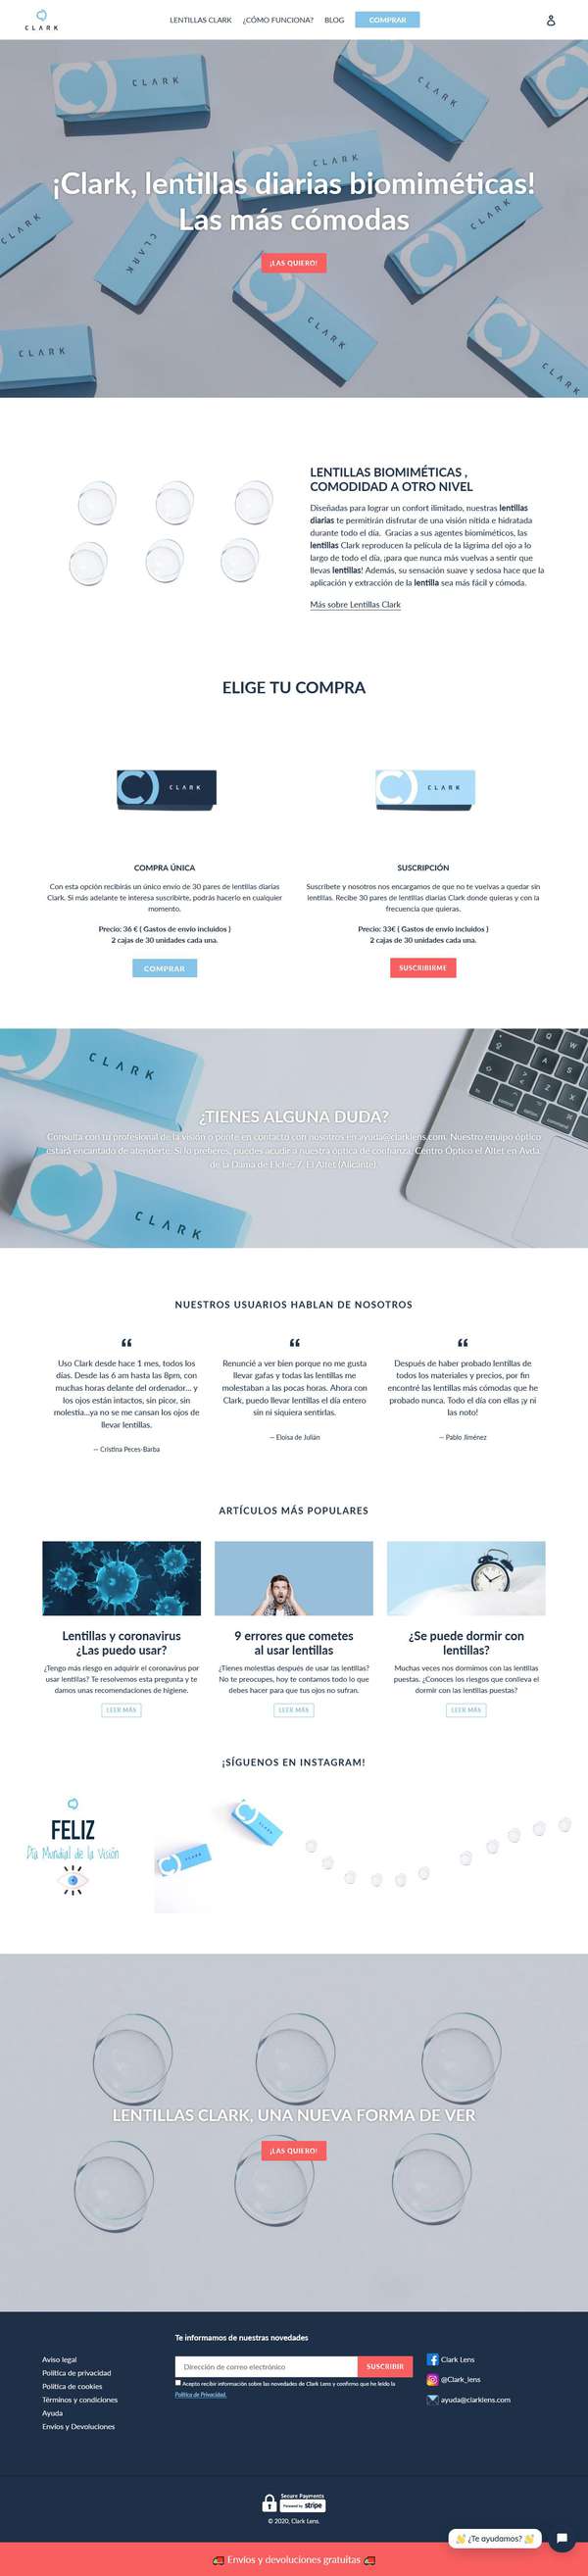 CLARK
LENTILLAS CLARK ¿CÓMO FUNCIONA? BLOG COMPRAR
CLARK
CLARK
CLARK
¡Clark, lentillas diarias biomiméticas!
Las más cómodas
CLARK
CLARK
CLARK
¡LAS QUIERO!
CLARK
CLARK
CLARK
LENTILLAS BIOMIMÉTICAS ,
COMODIDAD A OTRO NIVEL
Diseñadas para lograr un confort ilimitado, nuestras lentillas
diarias te permitirán disfrutar de una visión nítida e hidratada
durante todo el día. Gracias a sus agentes biomiméticos, las
lentillas Clark reproducen la película de la lágrima del ojo a lo
largo de todo el día, ¡para que nunca más vuelvas a sentir que
llevas lentillas! Además, su sensación suave y sedosa hace que la
aplicación y extracción de la lentilla sea más fácil y cómoda.
Más sobre Lentillas Clark
ELIGE TU COMPRA
CLARK
CLARK
COMPRA ÚNICA
Con esta opción recibirás un único envío de 30 pares de lentillas diarias
Clark. Si más adelante te interesa suscribirte, podrás hacerlo en cualquier
momento.
Precio: 36 € ( Gastos de envío incluidos )
2 cajas de 30 unidades cada una.
COMPRAR
SUSCRIPCIÓN
Suscríbete y nosotros nos encargamos de que no te vuelvas a quedar sin
lentillas. Recibe 30 pares de lentillas diarias Clark donde quieras y con la
frecuencia que quieras.
Precio: 33€ ( Gastos de envío incluidos )
2 cajas de 30 unidades cada una.
SUSCRIBIRME
CLARK
¿TIENES ALGUNA DUDA?
Consulta con tu profesional de la visión o ponte en contacto con nosotros en ayuda@clarklens.com. Nuestro equipo óptico
estará encantado de atenderte. Si lo prefieres, puedes acudir a nuestra óptica de confianza, Centro Óptico el Altet en Avda.
de la Dama de Elche, 7, El Altet (Alicante).
CLARK
NUESTROS USUARIOS HABLAN DE NOSOTROS
“
Uso Clark desde hace 1 mes, todos los
días. Desde las 6 am hasta las 8pm, con
muchas horas delante del ordenador... y
los ojos están intactos, sin picor, sin
molestia...ya no se me cansan los ojos de
llevar lentillas.
— Cristina Peces-Barba
“
Renuncié a ver bien porque no me gusta
llevar gafas y todas las lentillas me
molestaban a las pocas horas. Ahora con
Clark, puedo llevar lentillas el día entero
sin ni siquiera sentirlas.
— Eloísa de Julián
“
Después de haber probado lentillas de
todos los materiales y precios, por fin
encontré las lentillas más cómodas que he
probado nunca. Todo el día con ellas ¡y ni
las noto!
— Pablo Jiménez
ARTÍCULOS MÁS POPULARES
Lentillas y coronavirus
¿Las puedo usar?
¿Tengo más riesgo en adquirir el coronavirus por
usar lentillas? Te resolvemos esta pregunta y te
damos unas recomendaciones de higiene.
LEER MÁS
9 errores que cometes
al usar lentillas
¿Tienes molestias después de usar las lentillas?
No te preocupes, hoy te contamos todo lo que
debes hacer para que tus ojos no sufran.
LEER MÁS
¿Se puede dormir con
lentillas?
Muchas veces nos dormimos con las lentillas
puestas. ¿Conoces los riesgos que conlleva el
dormir con las lentillas puestas?
LEER MÁS
¡SÍGUENOS EN INSTAGRAM!
FELIZ
Día Mundial de la Visión
CLARK
CLARK
LENTILLAS CLARK, UNA NUEVA FORMA DE VER
¡LAS QUIERO!
Aviso legal
Política de privacidad
Política de cookies
Términos y condiciones
Ayuda
Envíos y Devoluciones
Te informamos de nuestras novedades
Dirección de correo electrónico SUSCRIBIR
Acepto recibir información sobre las novedades de Clark Lens y confirmo que he leído la
Política de Privacidad.
Clark Lens
@Clark_lens
ayuda@clarklens.com
Secure Payments
Powered by stripe
© 2020, Clark Lens.
¿Te ayudamos?
Envíos y devoluciones gratuitas